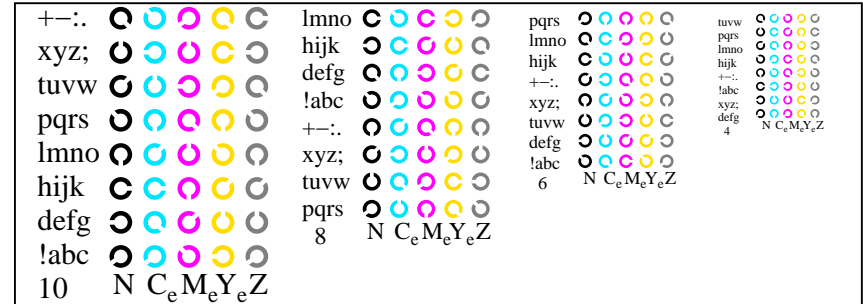 +−:.
xyz;
tuvw
pqrs
lmno
hijk
defg
!abc
10 N CeMeYeZ
lmno
hijk
defg
!abc
+−:.
xyz;
tuvw
pqrs
8 N CeMeYeZ
pqrs
lmno
hijk
+−:.
xyz;
tuvw
defg
!abc
6 N CeMeYeZ
tuvw
pqrs
lmno
hijk
+−:.
!abc
xyz;
defg
4 N CeMeYeZ